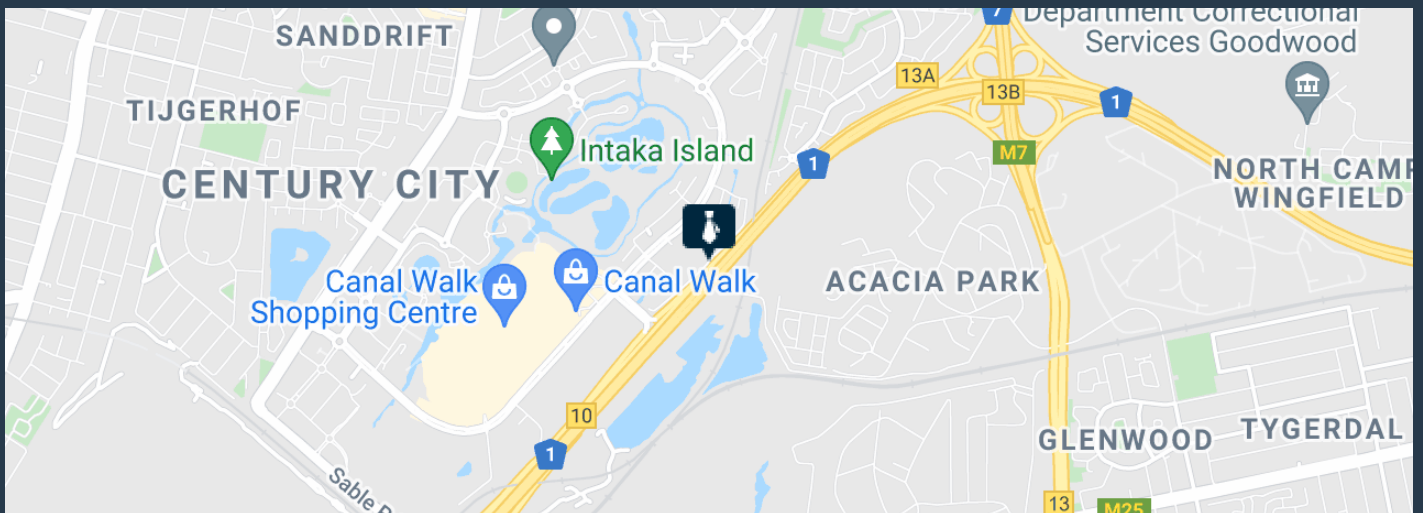 7
Department Correctional
Services Goodwood
SANDDRIFT
13A
13B
1
TIJGERHOF
Intaka Island
1
M7
NORTH CAMP
WINGFIELD
CENTURY CITY
Canal Walk
Shopping Centre
Canal Walk
ACACIA PARK
10
1
GLENWOOD
TYGERDAL
Sable
13
M25